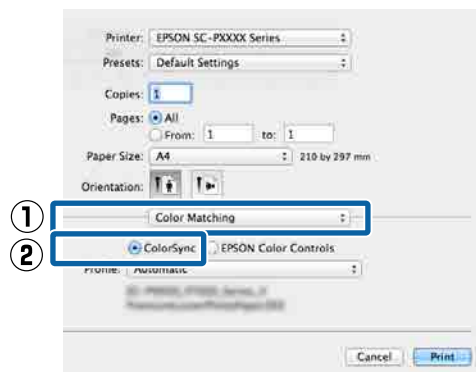 Printer: EPSON SC-PXXXX Series
Presets: Default Settings
Copies: 1
Pages: All
From: 1 to: 1
Paper Size: A4 210 by 297 mm
Orientation:
① Color Matching
② ColorSync EPSON Color Controls
Profile: Automatic
Cancel Print